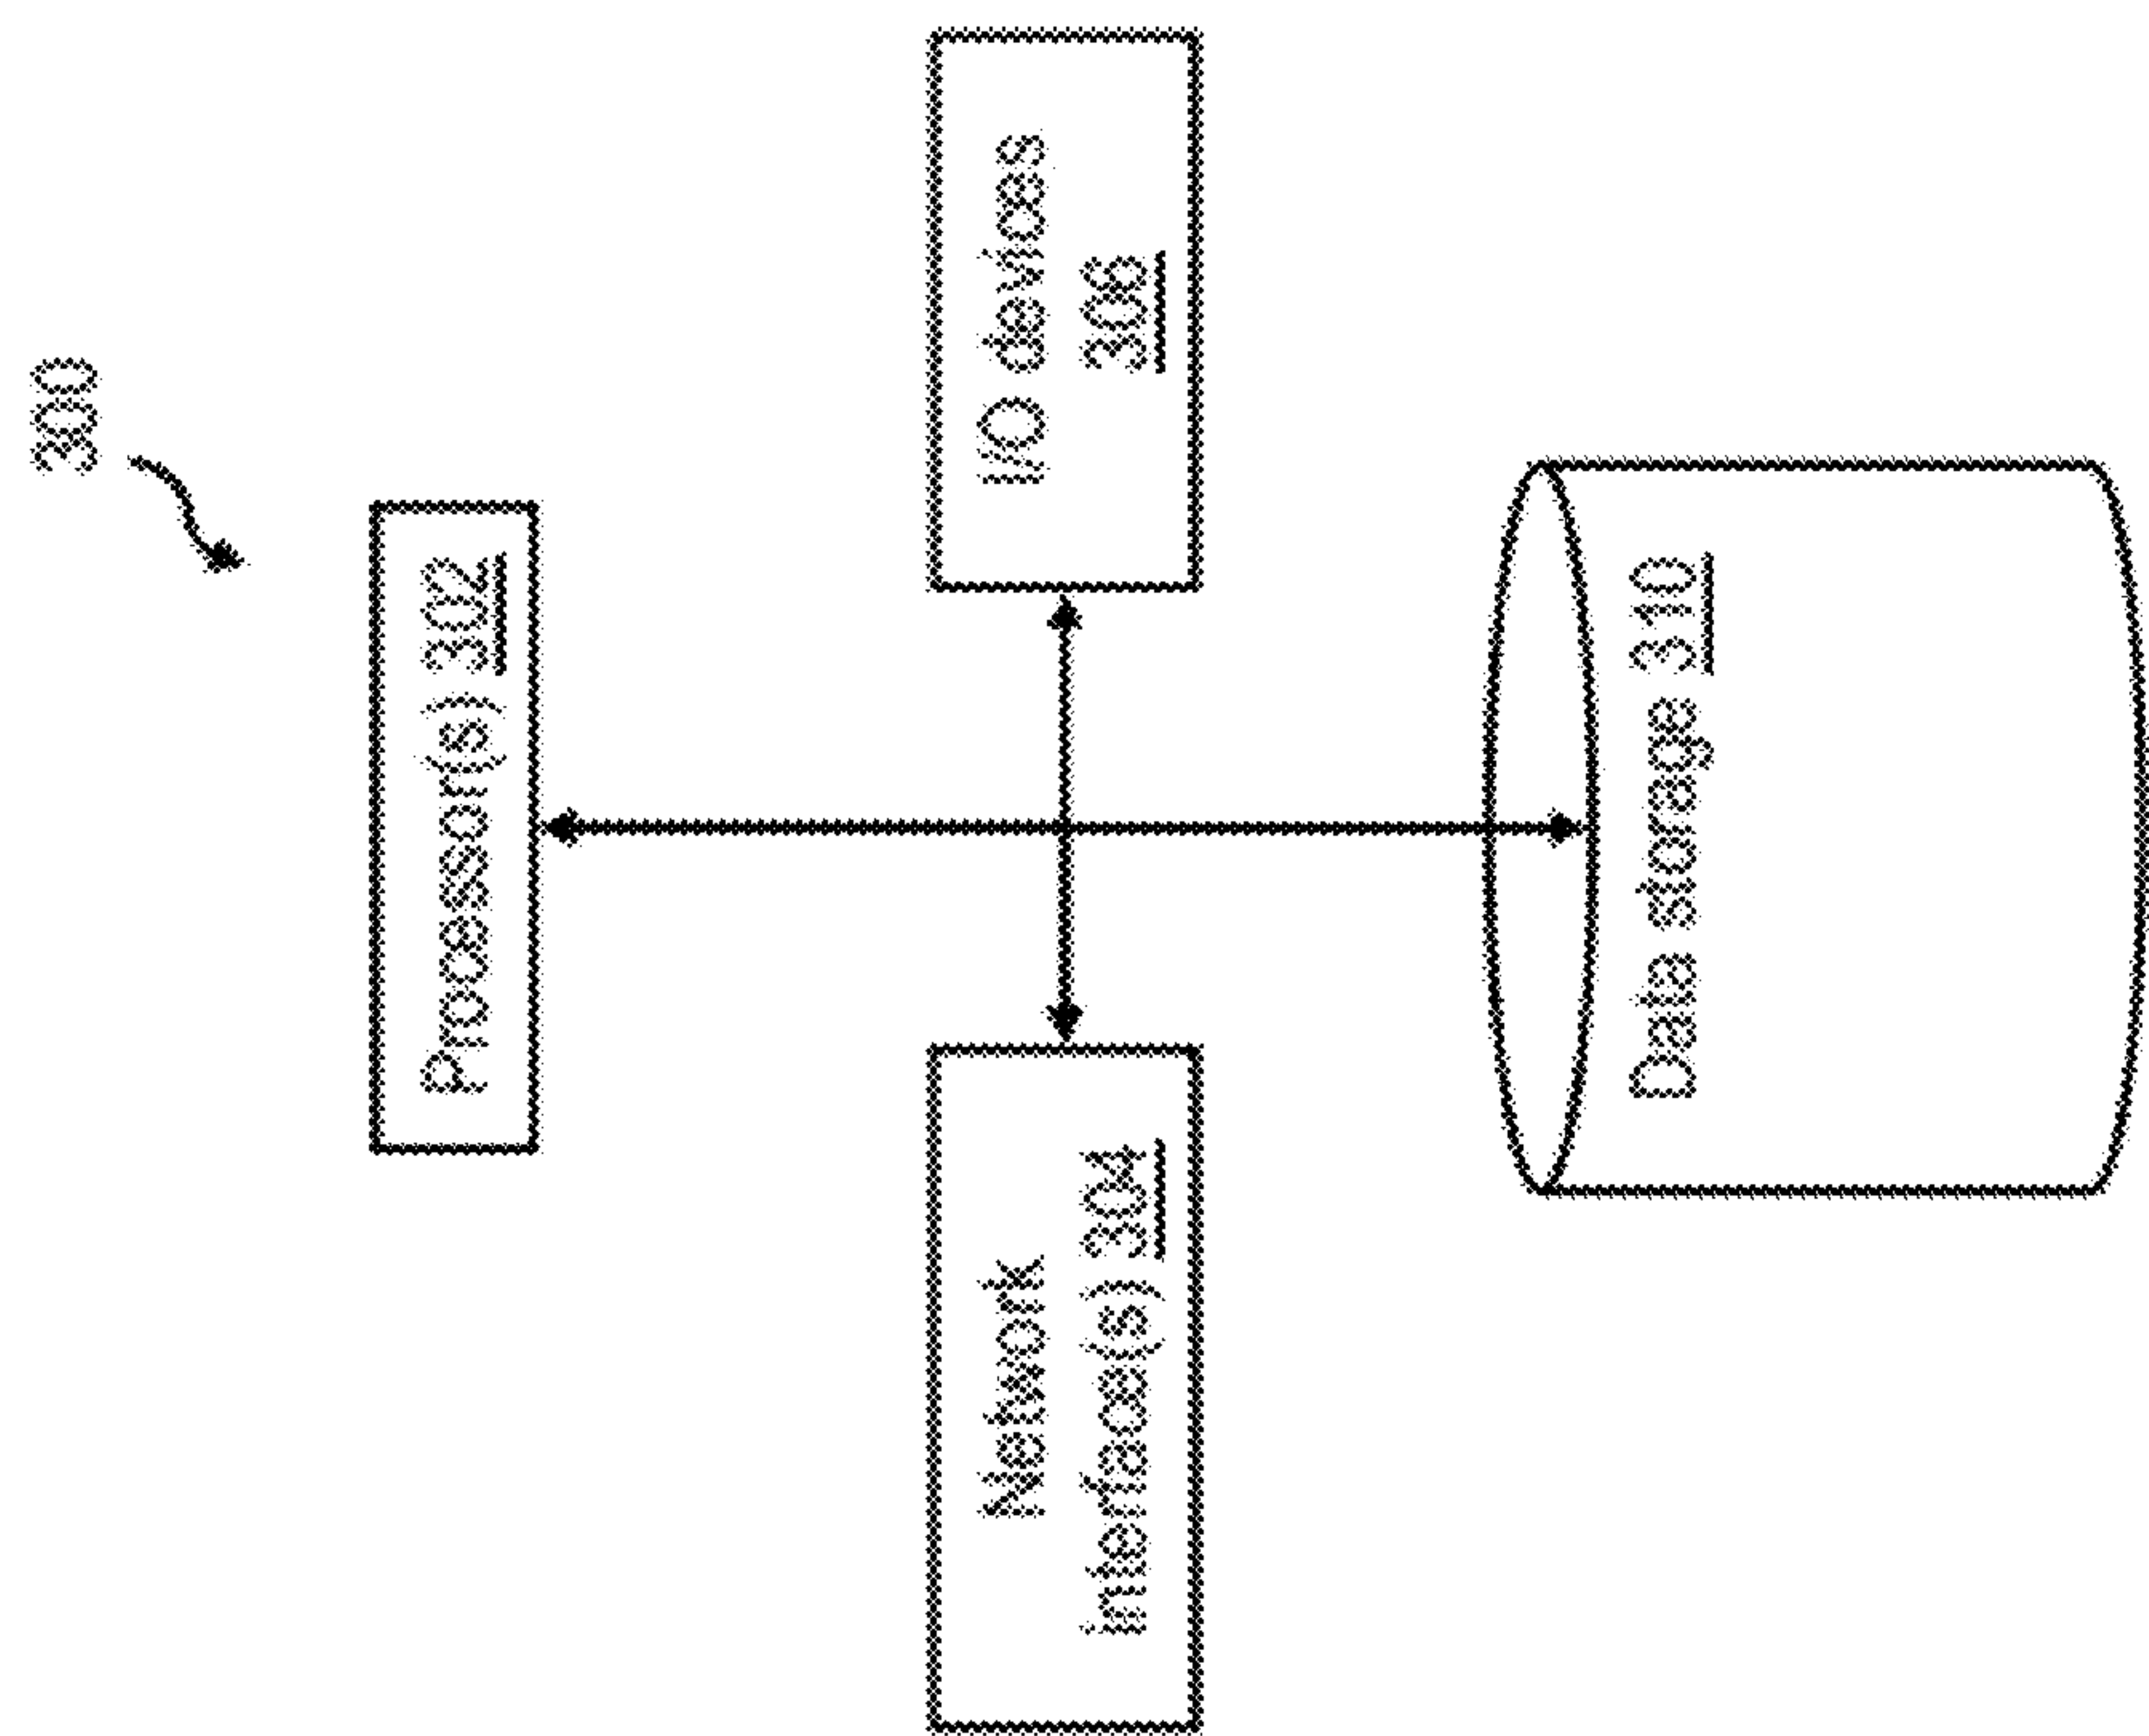 300
Processor(s) 302
Network
interface(s) 304
I/O devices
306
Data storage 310